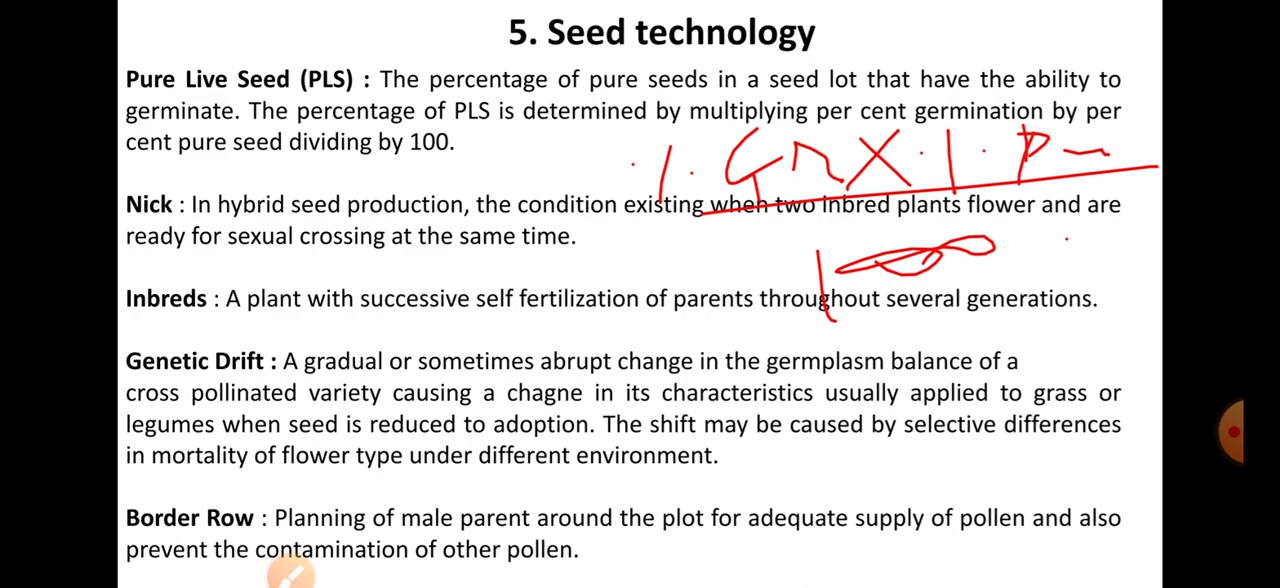 5. Seed technology
Pure Live Seed (PLS) : The percentage of pure seeds in a seed lot that have the ability to
germinate. The percentage of PLS is determined by multiplying per cent germination by per
cent pure seed dividing by 100.
Nick : In hybrid seed production, the condition existing when two inbred plants flower and are
ready for sexual crossing at the same time.
Inbreds : A plant with successive self fertilization of parents throughout several generations.
Genetic Drift : A gradual or sometimes abrupt change in the germplasm balance of a
cross pollinated variety causing a chagne in its characteristics usually applied to grass or
legumes when seed is reduced to adoption. The shift may be caused by selective differences
in mortality of flower type under different environment.
Border Row : Planning of male parent around the plot for adequate supply of pollen and also
prevent the contamination of other pollen.